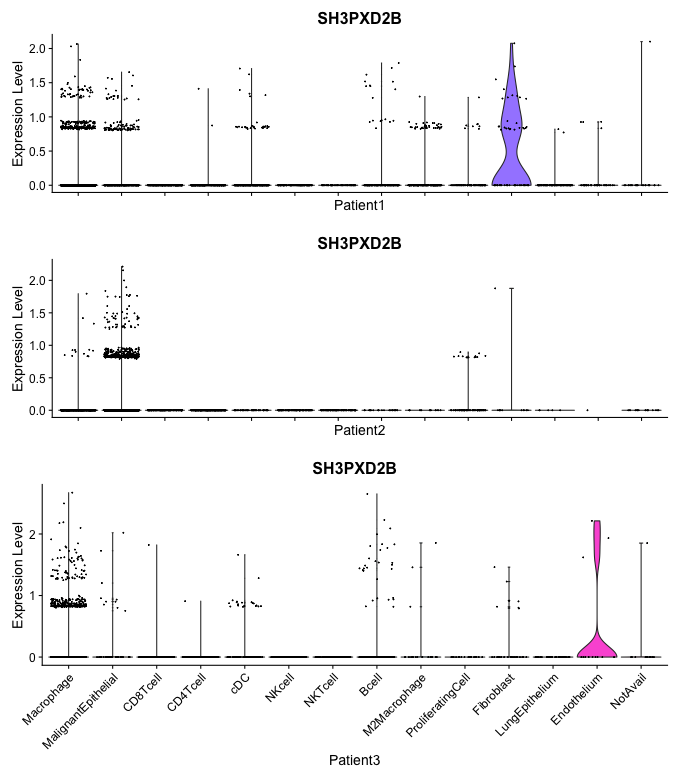 SH3PXD2B
2.0
1.5
1.0
0.5
0.0
Expression Level
Patient1
SH3PXD2B
2.0
1.5
1.0
0.5
0.0
Expression Level
Patient2
SH3PXD2B
2
1
0
Expression Level
Macrophage
MalignantEpithelial
CD8Tcell
CD4Tcell
cDC
NKcell
NKTcell
Bcell
M2Macrophage
ProliferatingCell
Fibroblast
LungEpithelium
Endothelium
NotAvail
Patient3